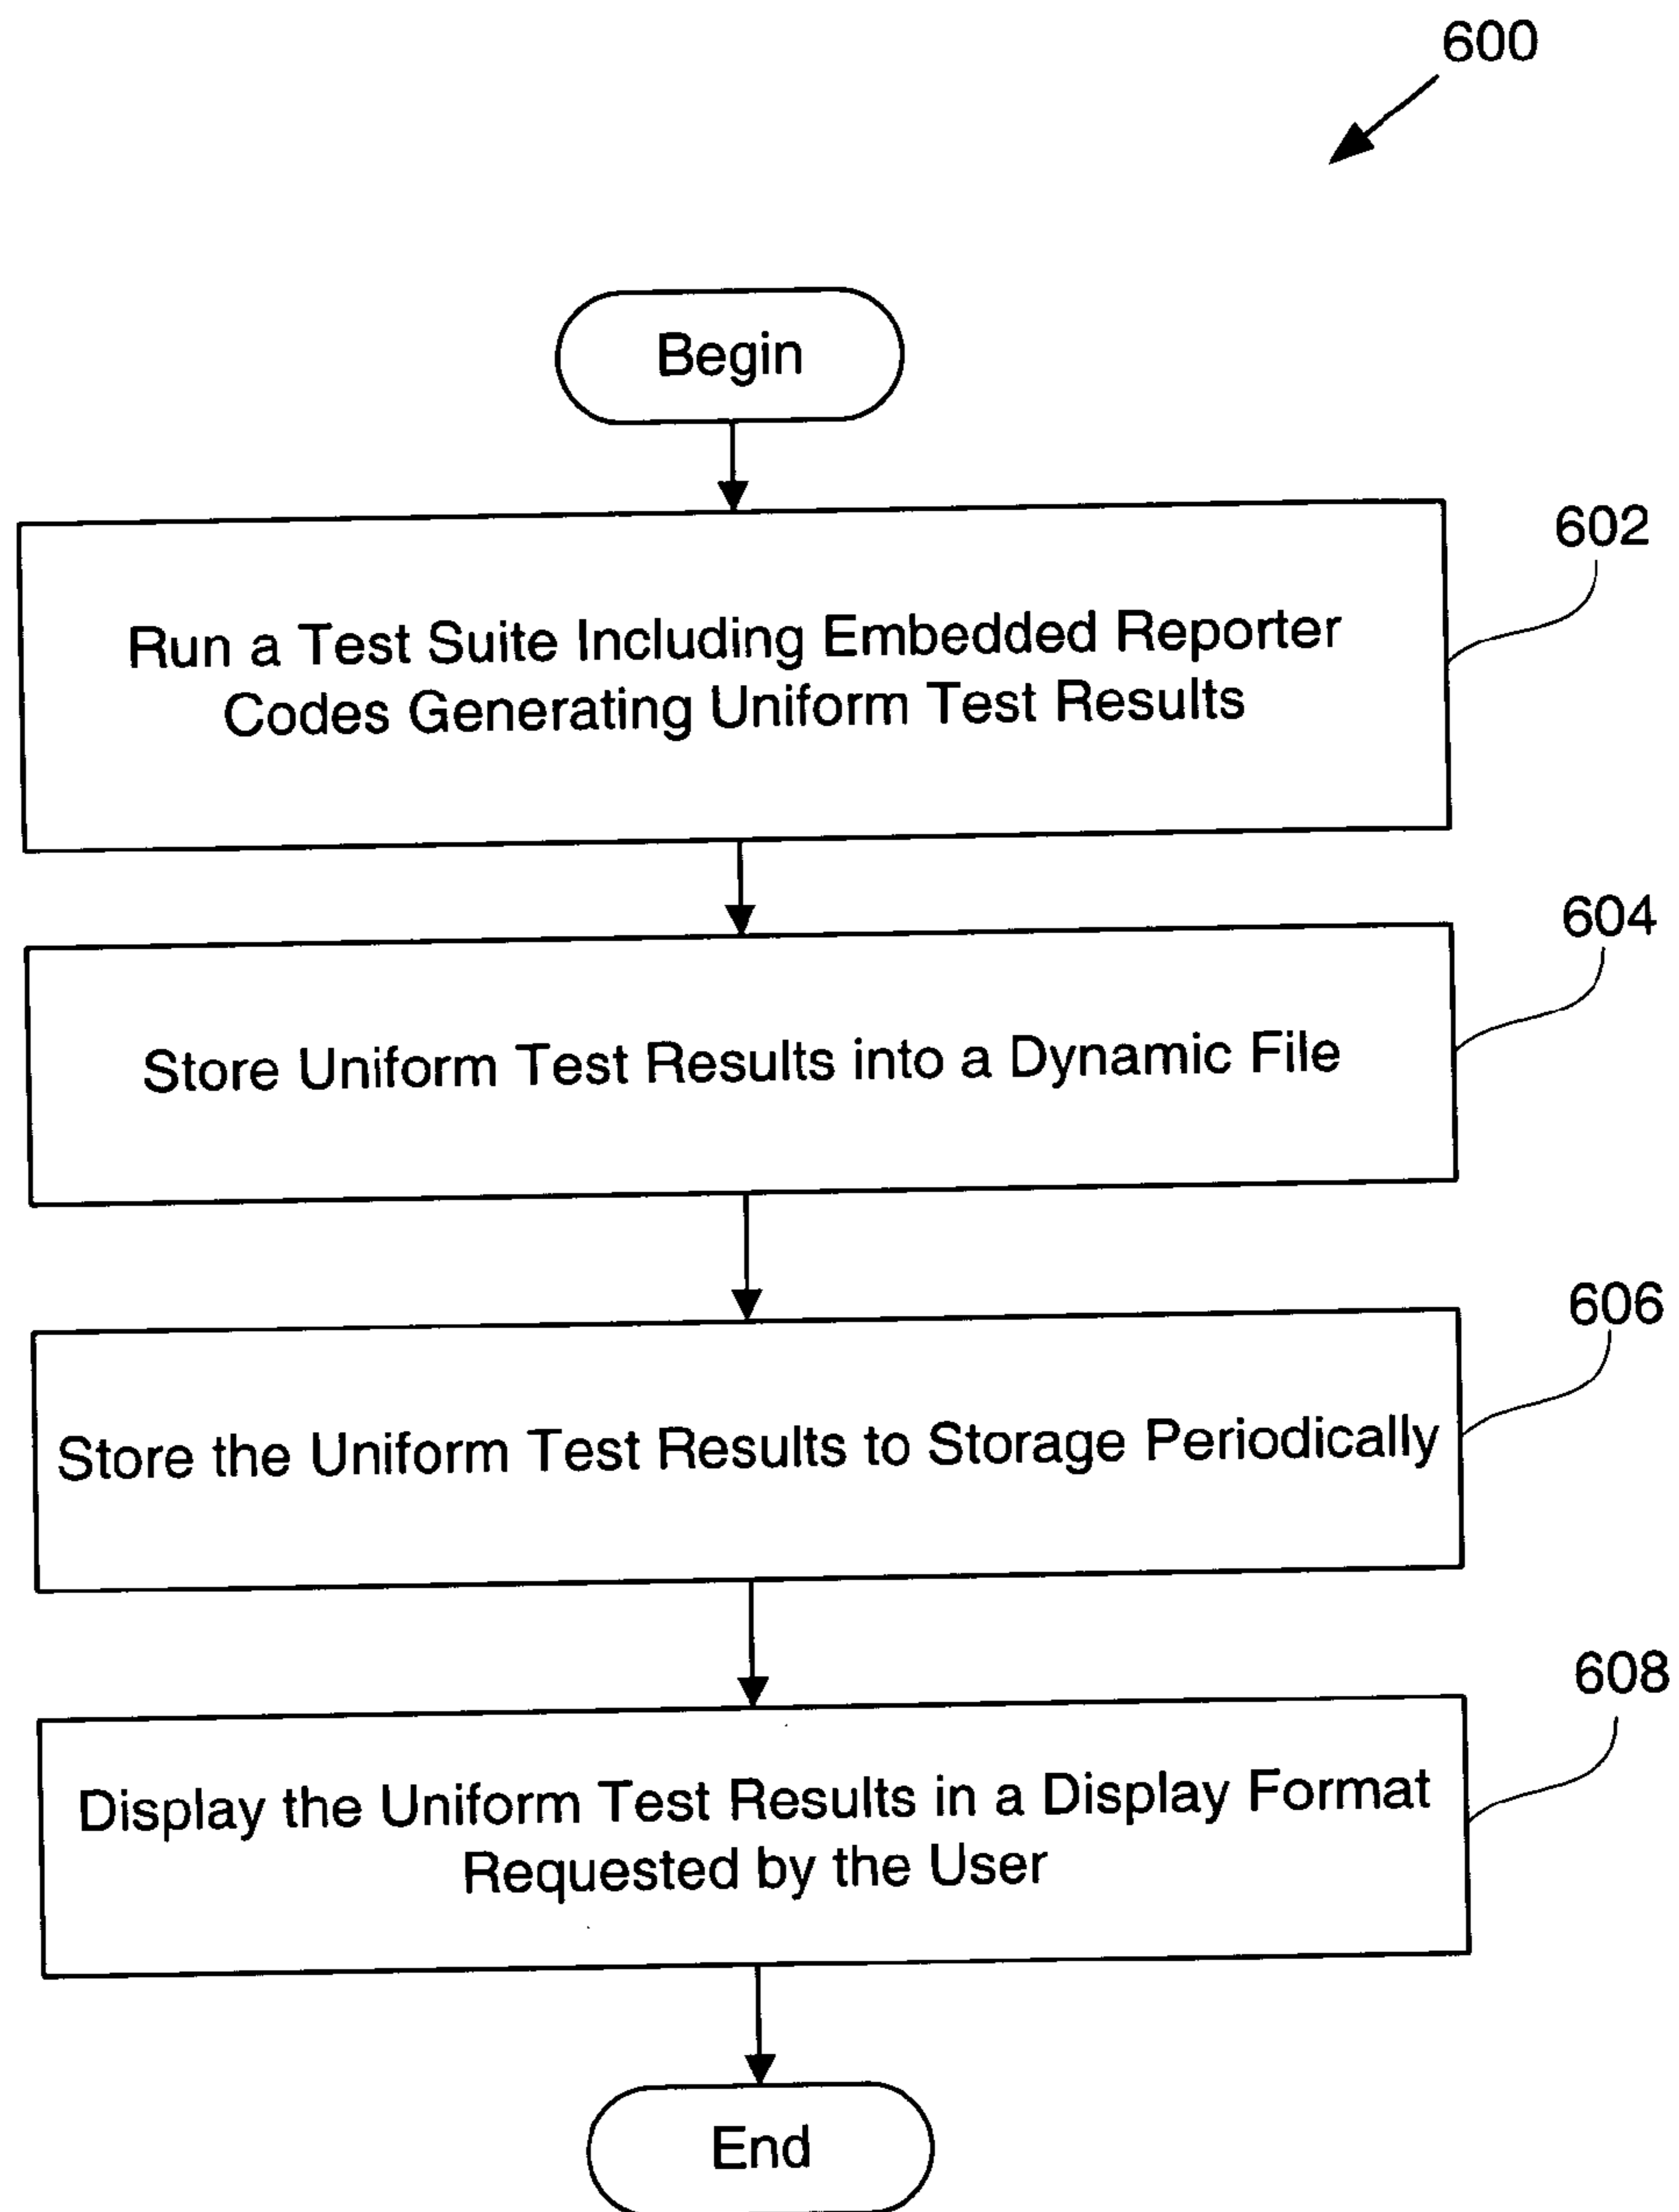 600
Begin
602
Run a Test Suite Including Embedded Reporter
Codes Generating Uniform Test Results
604
Store Uniform Test Results into a Dynamic File
606
Store the Uniform Test Results to Storage Periodically
608
Display the Uniform Test Results in a Display Format
Requested by the User
End